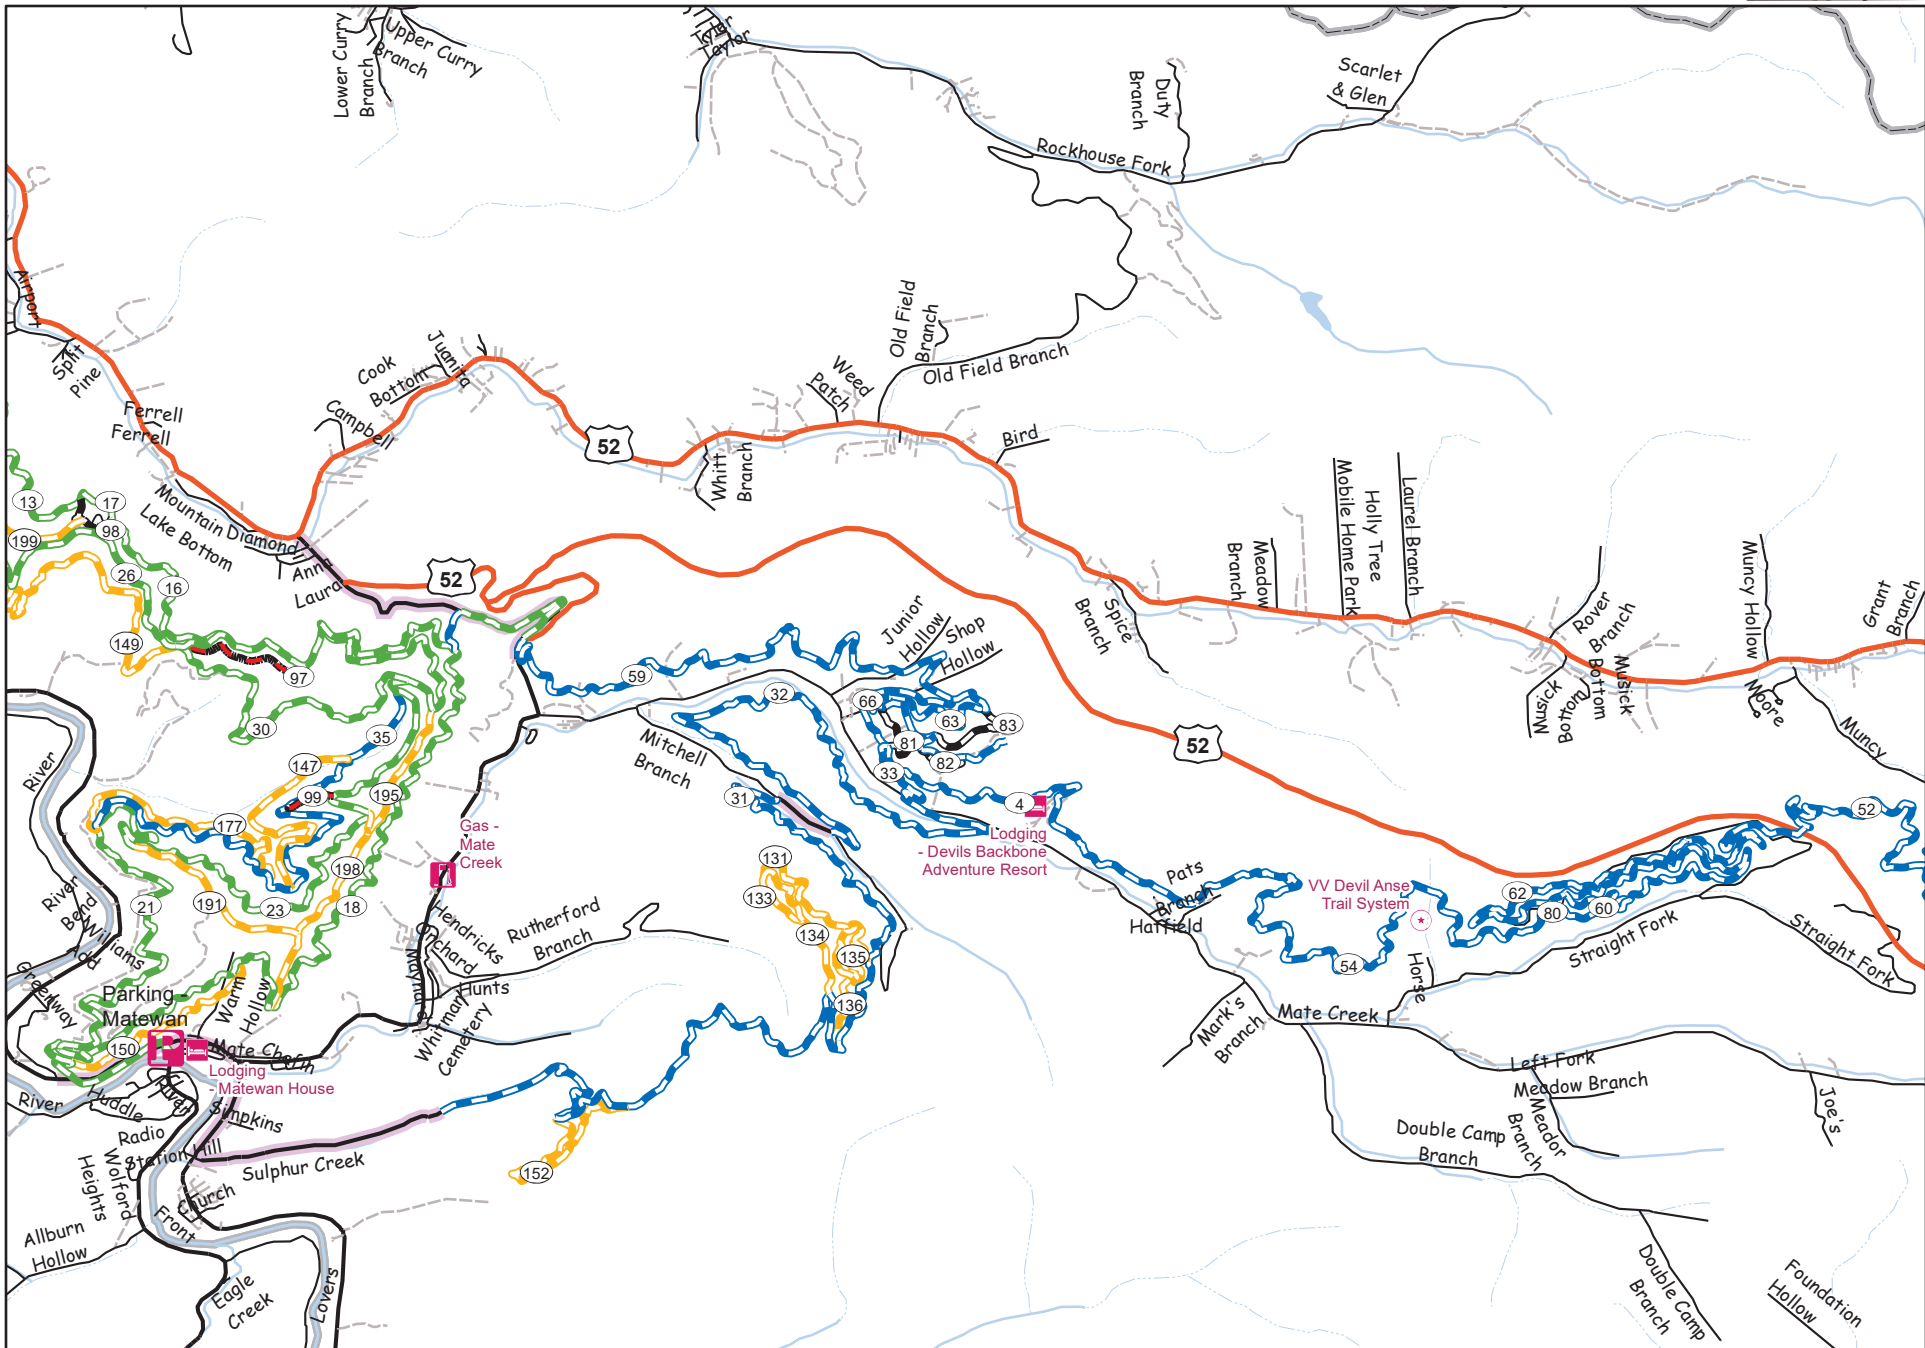 Lower Curry
Branch
Upper Curry
Branch
Tyler
Taylor
Duty
Branch
Scarlet
& Glen
Rockhouse Fork
Airport
Split
Pine
Ferrell
Ferrell
Cook
Bottom
Juanita
Campbell
52
Weed
Patch
Old Field
Branch
Old Field Branch
Whitt
Branch
Bird
Mountain Diamond
Lake Bottom
Anna
Laura
52
13
17
98
199
26
16
149
97
30
Spice
Branch
Meadow
Branch
Mobile Home Park
Holly Tree
Laurel Branch
Rover
Branch
Musick
Bottom
Musick
Bottom
Muncy Hollow
Moore
Muncy
Grant
Branch
Junior
Hollow
Shop
Hollow
59
32
66
63
83
81
82
33
52
4
Lodging
- Devils Backbone
Adventure Resort
Mitchell
Branch
31
River
35
147
99
195
177
198
191
23
18
21
Gas -
Mate
Creek
River
Bend
Williams
Add
Greenway
Parking -
Matewan
Warm
Hollow
150
P
Mate Chafin
Lodging
- Matewan House
Hendricks
Orchard
Maynard
Rutherford
Branch
Hunts
Whitman
Cemetery
131
133
134
135
136
152
Pats
Branch
Hatfield
VV Devil Anse
Trail System
54
62
80
60
52
Straight Fork
Straight Fork
Horse
Mate Creek
Mark's
Branch
Left Fork
Meadow Branch
Meador
Branch
Joe's
Double Camp
Branch
Double Camp
Branch
Foundation
Hollow
River
Huddle
River
Simpkins
Radio
Station Hill
Wolford
Heights
Sulphur Creek
Church
Front
Allburn
Hollow
Eagle
Creek
Lovers